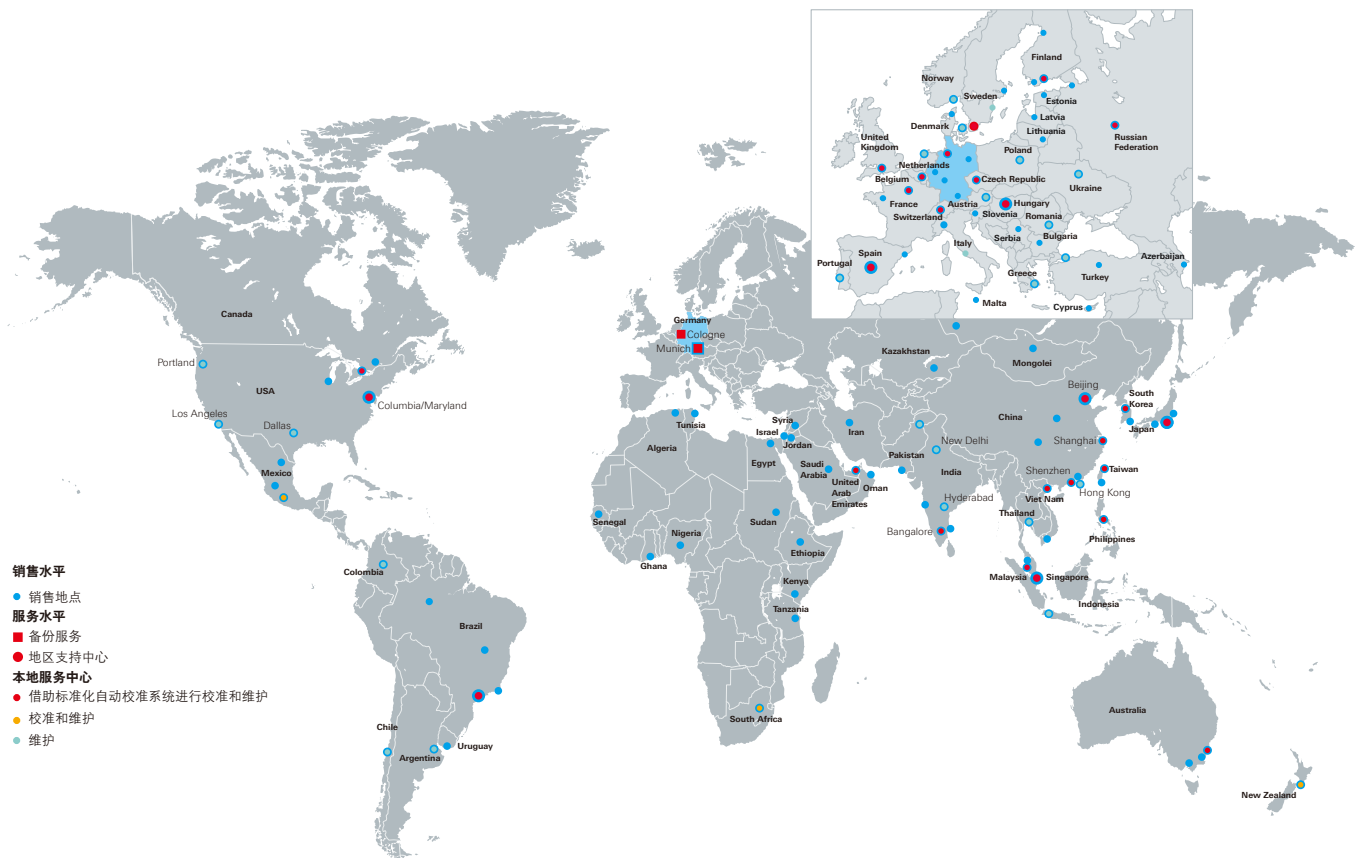 Finland
Norway
Sweden
Estonia
Latvia
Denmark
Lithuania
United
Kingdom
Russian
Federation
Poland
Netherlands
Belgium
Czech Republic
Ukraine
France
Austria
Hungary
Switzerland
Slovenia
Romania
Serbia
Bulgaria
Italy
Spain
Portugal
Azerbaijan
Greece
Turkey
Malta
Cyprus
Canada
Germany
Cologne
Munich
Kazakhstan
Mongolei
Portland
USA
Beijing
South
Korea
Columbia/Maryland
Los Angeles
Dallas
Tunisia
Syria
Israel
Iran
China
Japan
Algeria
Jordan
New Delhi
Shanghai
Egypt
Saudi
Arabia
Pakistan
Mexico
United
Arab
Emirates
Oman
India
Shenzhen
Taiwan
Hong Kong
Viet Nam
Hyderabad
Thailand
Senegal
Sudan
Nigeria
Bangalore
Philippines
Ethiopia
Ghana
Colombia
Kenya
Malaysia
Singapore
Tanzania
Indonesia
Brazil
South Africa
Australia
Chile
Uruguay
Argentina
New Zealand
销售水平
销售地点
服务水平
备份服务
地区支持中心
本地服务中心
借助标准化自动校准系统进行校准和维护
校准和维护
维护